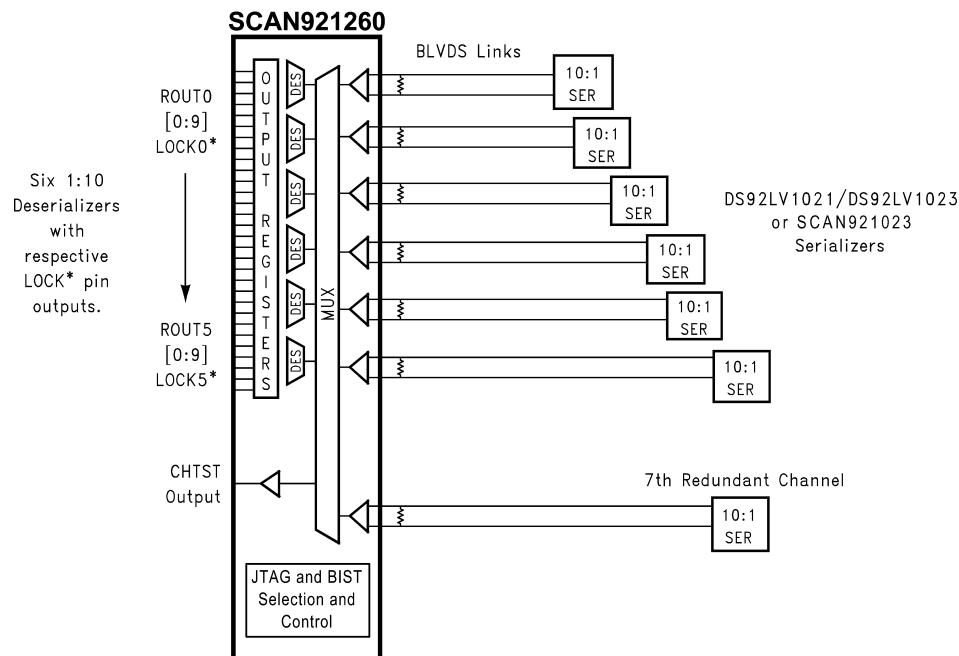 SCAN921260
BLVDS Links
ROUT0
[0:9]
LOCK0*
Six 1:10
Deserializers
with
respective
LOCK* pin
outputs.
ROUT5
[0:9]
LOCK5*
OUTPUT REGISTERS
DES
DES
DES
DES
DES
DES
MUX
10:1
SER
10:1
SER
10:1
SER
10:1
SER
10:1
SER
10:1
SER
DS92LV1021/DS92LV1023
or SCAN921023
Serializers
CHTST
Output
7th Redundant Channel
10:1
SER
JTAG and BIST
Selection and
Control